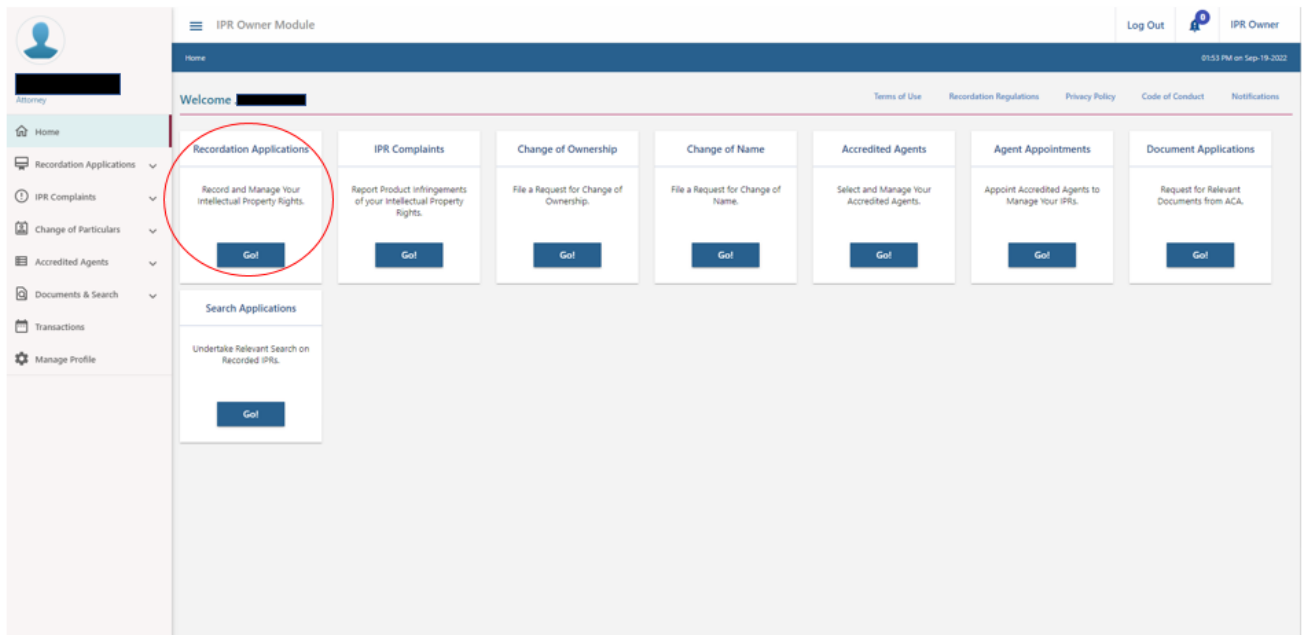 IPR Owner Module
Log Out
0
IPR Owner
Home
01:53 PM on Sep-19-2022
Attorney
Welcome .
Terms of Use
Recordation Regulations
Privacy Policy
Code of Conduct
Notifications
Home
Recordation Applications
IPR Complaints
Change of Particulars
Accredited Agents
Documents & Search
Transactions
Manage Profile
Recordation Applications
Record and Manage Your
Intellectual Property Rights.
Go!
IPR Complaints
Report Product Infringements
of your Intellectual Property
Rights.
Go!
Change of Ownership
File a Request for Change of
Ownership.
Go!
Change of Name
File a Request for Change of
Name.
Go!
Accredited Agents
Select and Manage Your
Accredited Agents.
Go!
Agent Appointments
Appoint Accredited Agents to
Manage Your IPRs.
Go!
Document Applications
Request for Relevant
Documents from ACA.
Go!
Search Applications
Undertake Relevant Search on
Recorded IPRs.
Go!